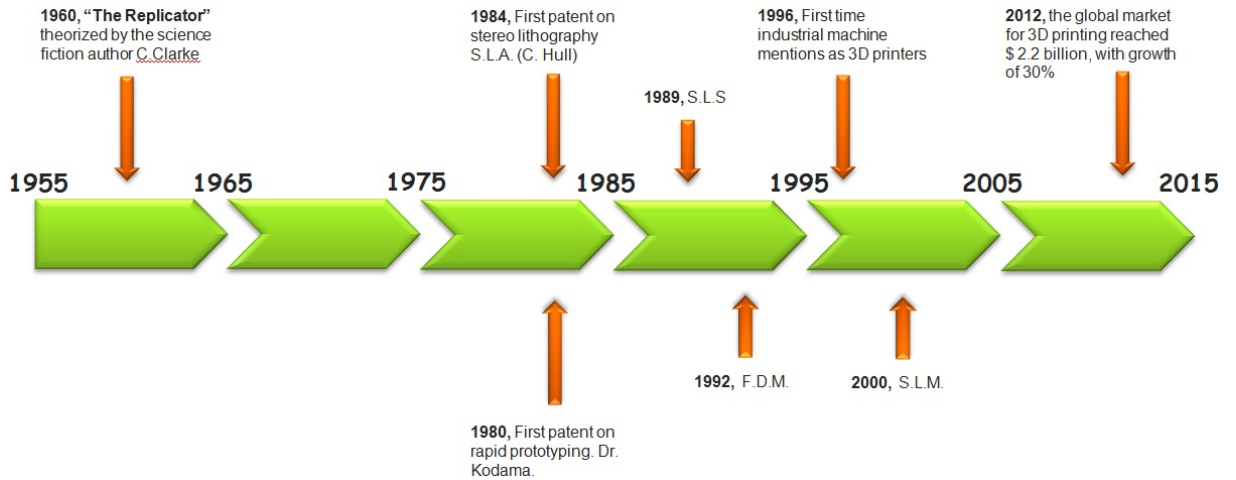 1960, “The Replicator”
theorized by the science
fiction author C.Clarke
1984, First patent on
stereo lithography
S.L.A. (C. Hull)
1989, S.L.S
1996, First time
industrial machine
mentions as 3D printers
2012, the global market
for 3D printing reached
$ 2.2 billion, with growth
of 30%
1955
1965
1975
1985
1995
2005
2015
1980, First patent on
rapid prototyping. Dr.
Kodama.
1992, F.D.M.
2000, S.L.M.